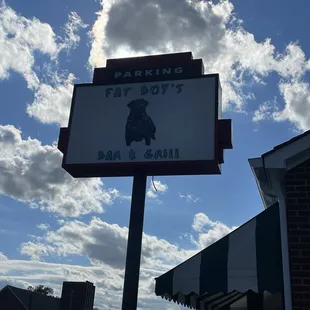 PARKING
FAT BOY'S
BAR & GRILL